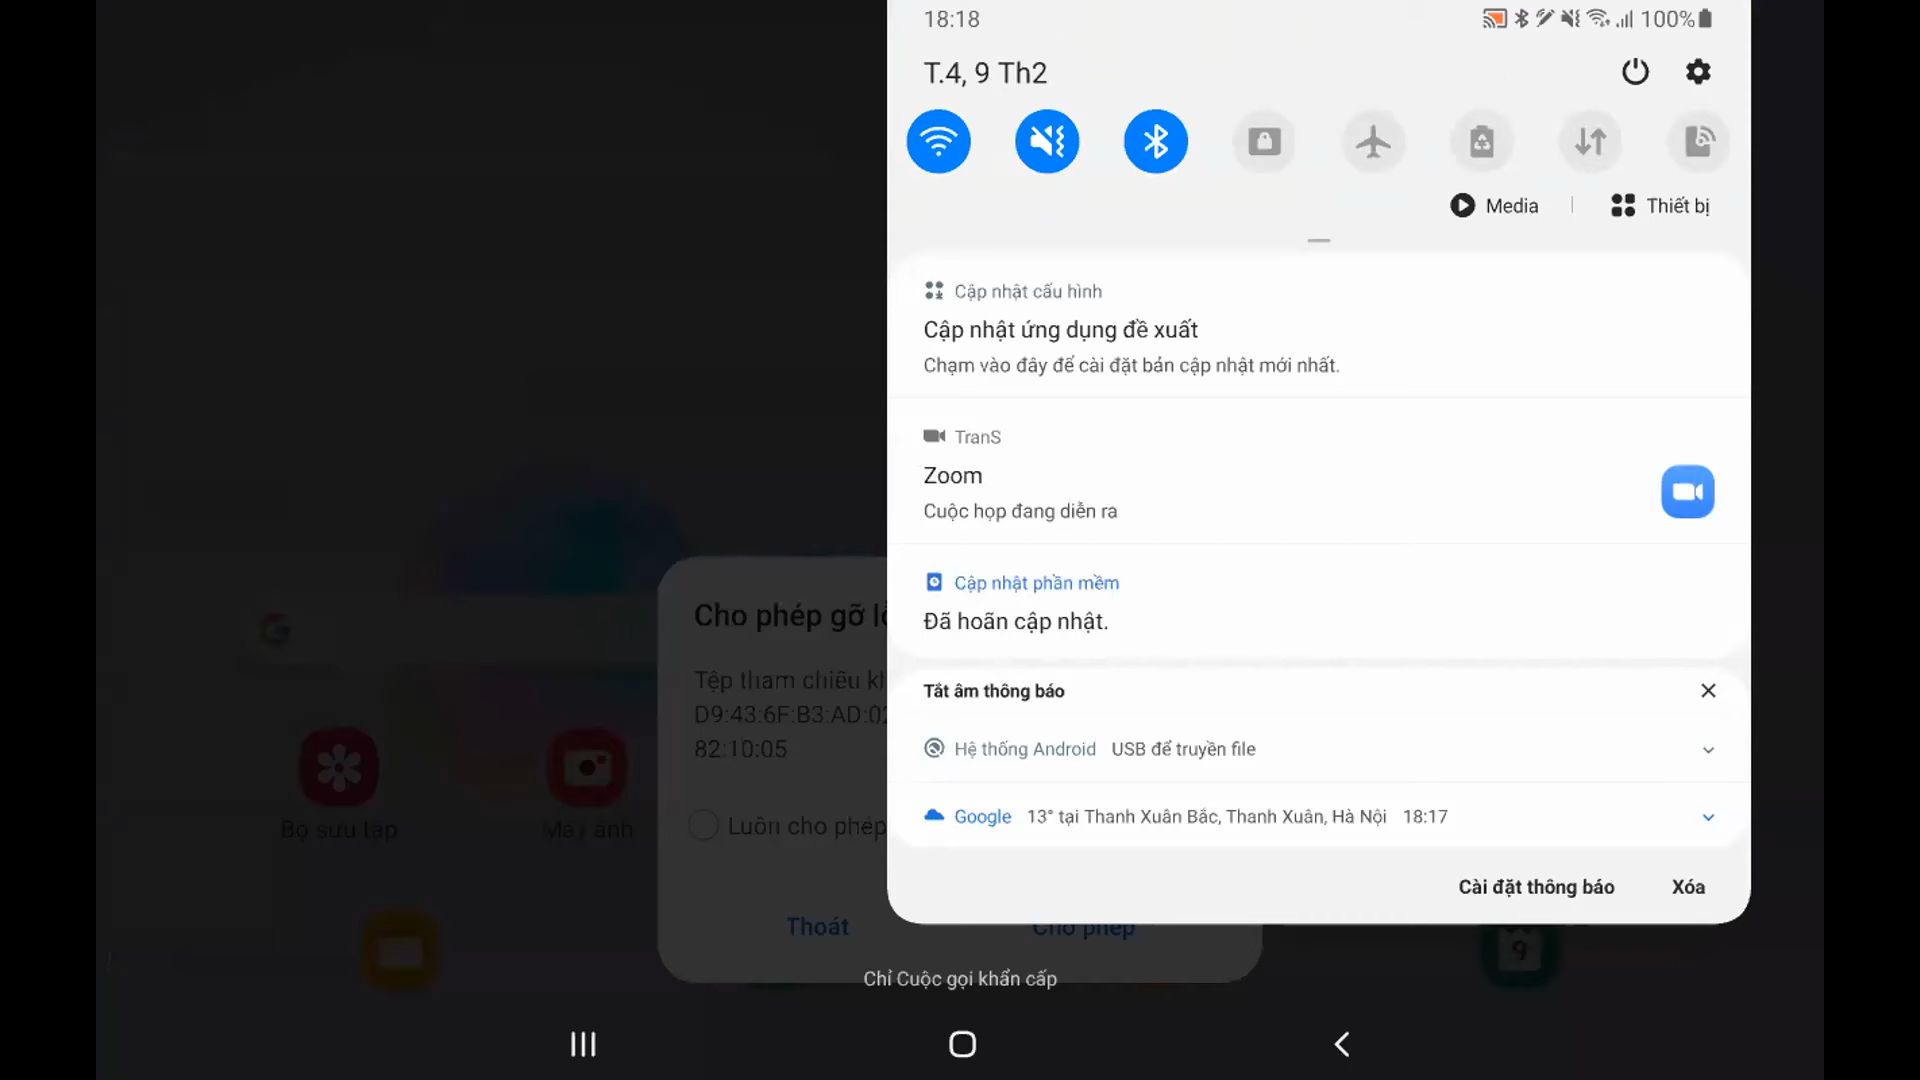 18:18
100%
T.4, 9 Th2
Media
Thiết bị
Cập nhật cấu hình
Cập nhật ứng dụng đề xuất
Chạm vào đây để cài đặt bản cập nhật mới nhất.
TranS
Zoom
Cuộc họp đang diễn ra
Cập nhật phần mềm
Đã hoãn cập nhật.
Tắt âm thông báo
Hệ thống Android USB để truyền file
Google 13° tại Thanh Xuân Bắc, Thanh Xuân, Hà Nội 18:17
Cài đặt thông báo
Xóa
Cho phép gỡ
Tệp tham chiếu
D9:43:6F:B3:AD:02
82:10:05
Luôn cho phép
Thoát
Cho phép
Bộ sưu tập
Máy ảnh
9
Chỉ Cuộc gọi khẩn cấp